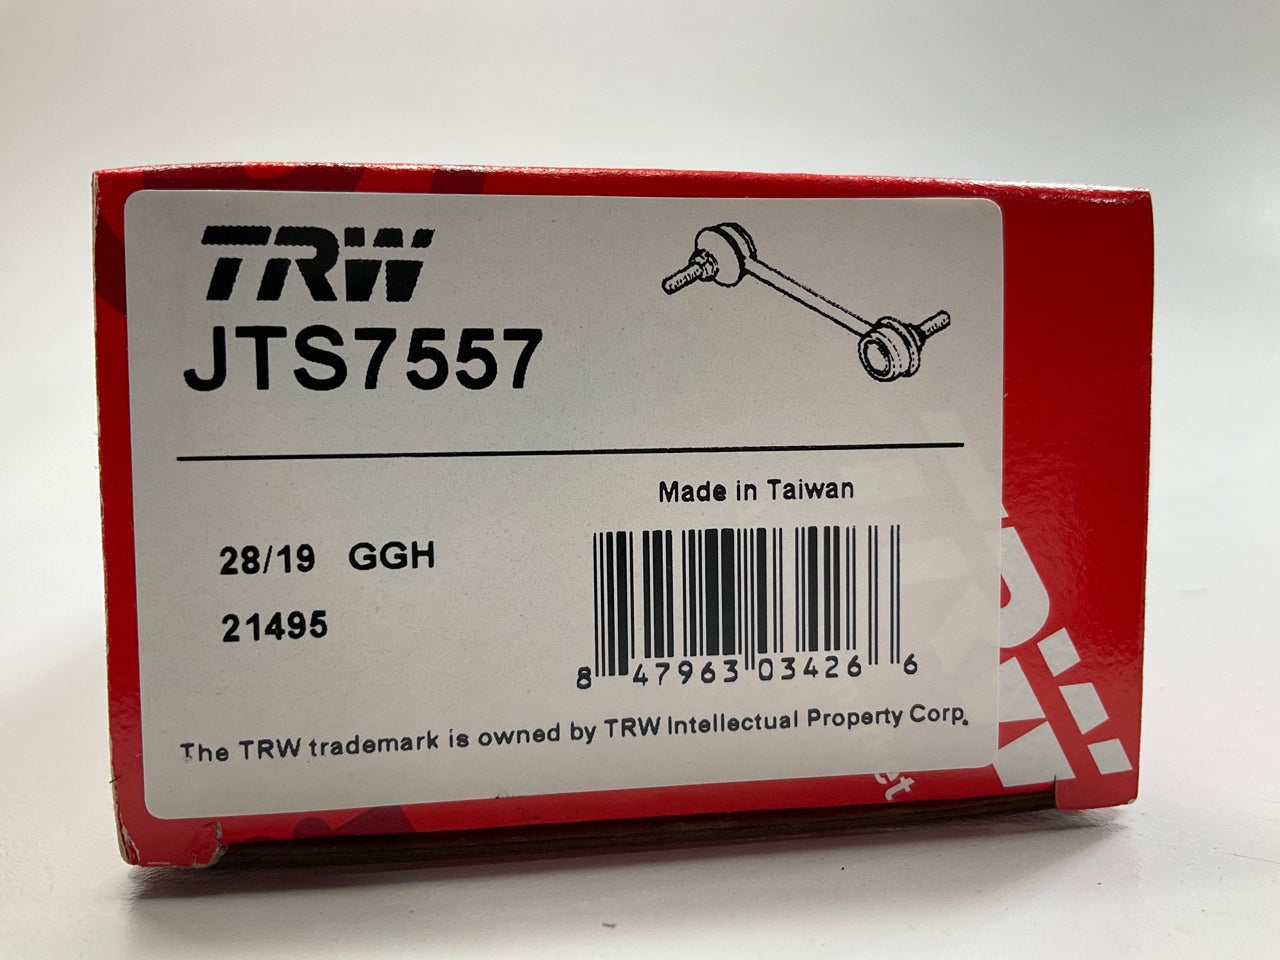 TRW
JTS7557
Made in Taiwan
28/19 GGH
21495
8 47963 03426 6
The TRW trademark is owned by TRW Intellectual Property Corp.